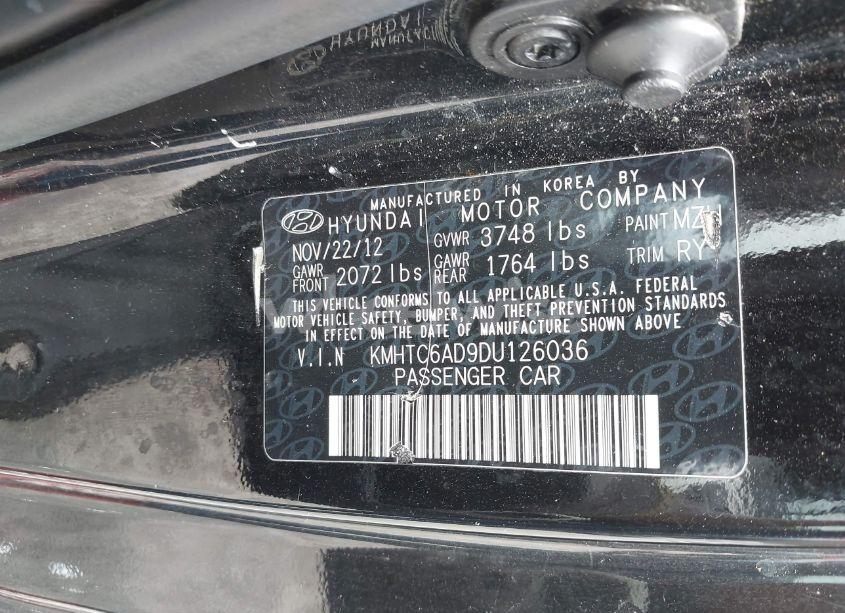 MANUFACTURED IN KOREA BY
HYUNDAI MOTOR COMPANY
NOV/22/12 GVWR 3748 lbs PAINT
GAWR FRONT 2072 lbs GAWR REAR 1764 lbs TRIM RY
THIS VEHICLE CONFORMS TO ALL APPLICABLE U.S.A. FEDERAL
MOTOR VEHICLE SAFETY, BUMPER, AND THEFT PREVENTION STANDARDS
IN EFFECT ON THE DATE OF MANUFACTURE SHOWN ABOVE
V.I.N KMHTC6AD9DU126036
PASSENGER CAR